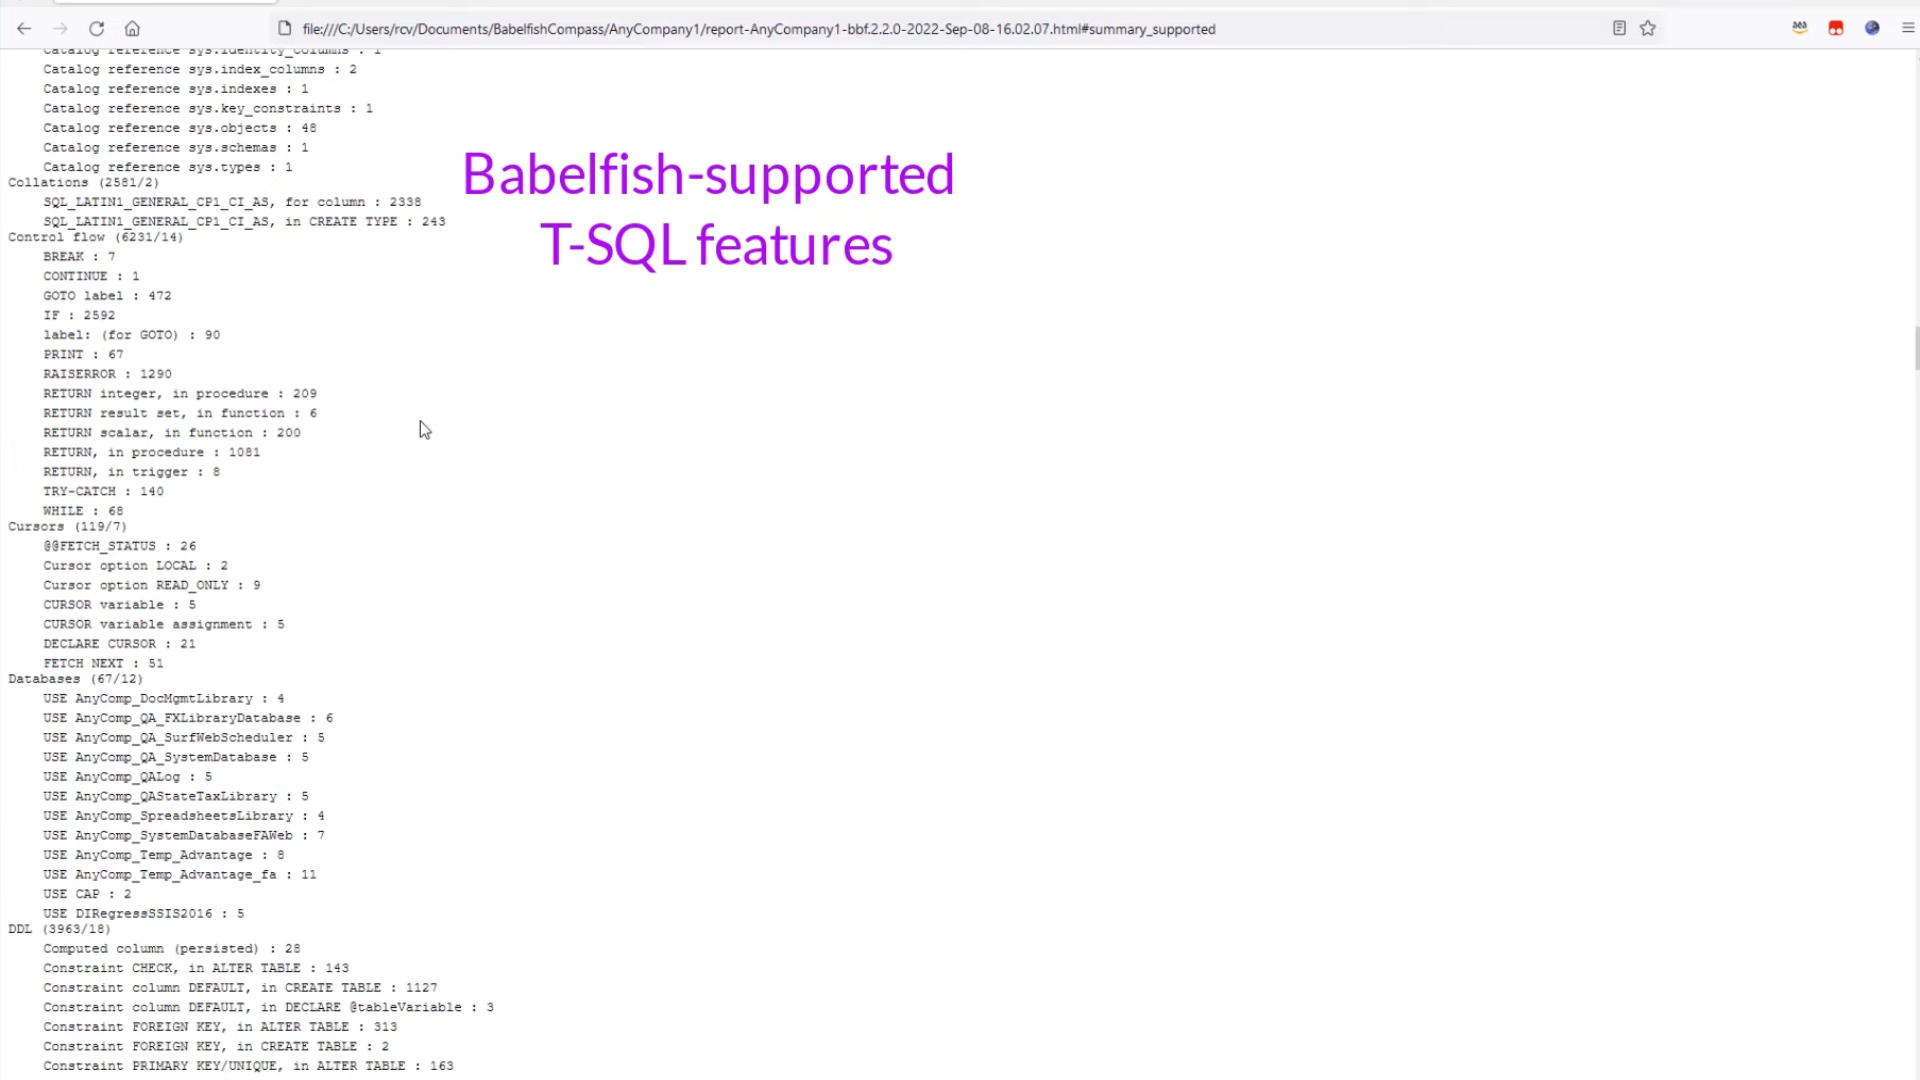 file:///C:/Users/rcv/Documents/BabelfishCompass/AnyCompany1/report-AnyCompany1-bbf.2.2.0-2022-Sep-08-16.02.07.html#summary_supported
Catalog reference sys.identity_columns : 1
Catalog reference sys.index_columns : 2
Catalog reference sys.indexes : 1
Catalog reference sys.key_constraints : 1
Catalog reference sys.objects : 48
Catalog reference sys.schemas : 1
Catalog reference sys.types : 1
Collations (2581/2)
SQL_LATIN1_GENERAL_CP1_CI_AS, for column : 2338
SQL_LATIN1_GENERAL_CP1_CI_AS, in CREATE TYPE : 243
Control flow (6231/14)
BREAK : 7
CONTINUE : 1
GOTO label : 472
IF : 2592
label: (for GOTO) : 90
PRINT : 67
RAISERROR : 1290
RETURN integer, in procedure : 209
RETURN result set, in function : 6
RETURN scalar, in function : 200
RETURN, in procedure : 1081
RETURN, in trigger : 8
TRY-CATCH : 140
WHILE : 68
Cursors (119/7)
@@FETCH_STATUS : 26
Cursor option LOCAL : 2
Cursor option READ_ONLY : 9
CURSOR variable : 5
CURSOR variable assignment : 5
DECLARE CURSOR : 21
FETCH NEXT : 51
Databases (67/12)
USE AnyComp_DocMgmtLibrary : 4
USE AnyComp_QA_FXLibraryDatabase : 6
USE AnyComp_QA_SurfWebScheduler : 5
USE AnyComp_QA_SystemDatabase : 5
USE AnyComp_QALog : 5
USE AnyComp_QAStateTaxLibrary : 5
USE AnyComp_SpreadsheetsLibrary : 4
USE AnyComp_SystemDatabaseFAWeb : 7
USE AnyComp_Temp_Advantage : 8
USE AnyComp_Temp_Advantage_fa : 11
USE CAP : 2
USE DIRegressSSIS2016 : 5
DDL (3963/18)
Computed column (persisted) : 28
Constraint CHECK, in ALTER TABLE : 143
Constraint column DEFAULT, in CREATE TABLE : 1127
Constraint column DEFAULT, in DECLARE @tableVariable : 3
Constraint FOREIGN KEY, in ALTER TABLE : 313
Constraint FOREIGN KEY, in CREATE TABLE : 2
Constraint PRIMARY KEY/UNIQUE, in ALTER TABLE : 163
Babelfish-supported
T-SQL features